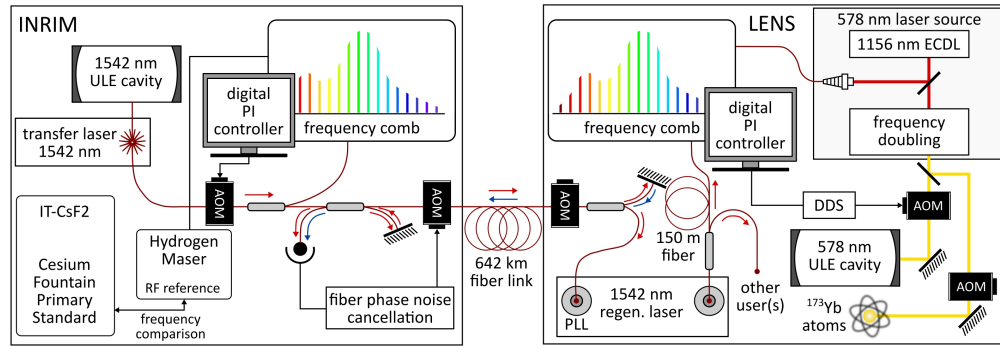 INRIM
1542 nm
ULE cavity
transfer laser
1542 nm
digital
PI
controller
frequency comb
AOM
AOM
IT-CsF2
Cesium
Fountain
Primary
Standard
Hydrogen
Maser
RF reference
frequency
comparison
fiber phase noise
cancellation
642 km
fiber link
LENS
578 nm laser source
1156 nm ECDL
frequency
doubling
frequency comb
digital
PI
controller
AOM
150 m
fiber
DDS
AOM
578 nm
ULE cavity
1542 nm
regen. laser
PLL
other
user(s)
AOM
¹⁷³Yb
atoms